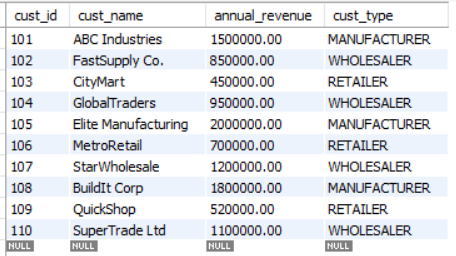 cust_id cust_name annual_revenue cust_type
101 ABC Industries 1500000.00 MANUFACTURER
102 FastSupply Co. 850000.00 WHOLESALER
103 CityMart 450000.00 RETAILER
104 GlobalTraders 950000.00 WHOLESALER
105 Elite Manufacturing 2000000.00 MANUFACTURER
106 MetroRetail 700000.00 RETAILER
107 StarWholesale 1200000.00 WHOLESALER
108 BuildIt Corp 1800000.00 MANUFACTURER
109 QuickShop 520000.00 RETAILER
110 SuperTrade Ltd 1100000.00 WHOLESALER
NULL NULL NULL NULL